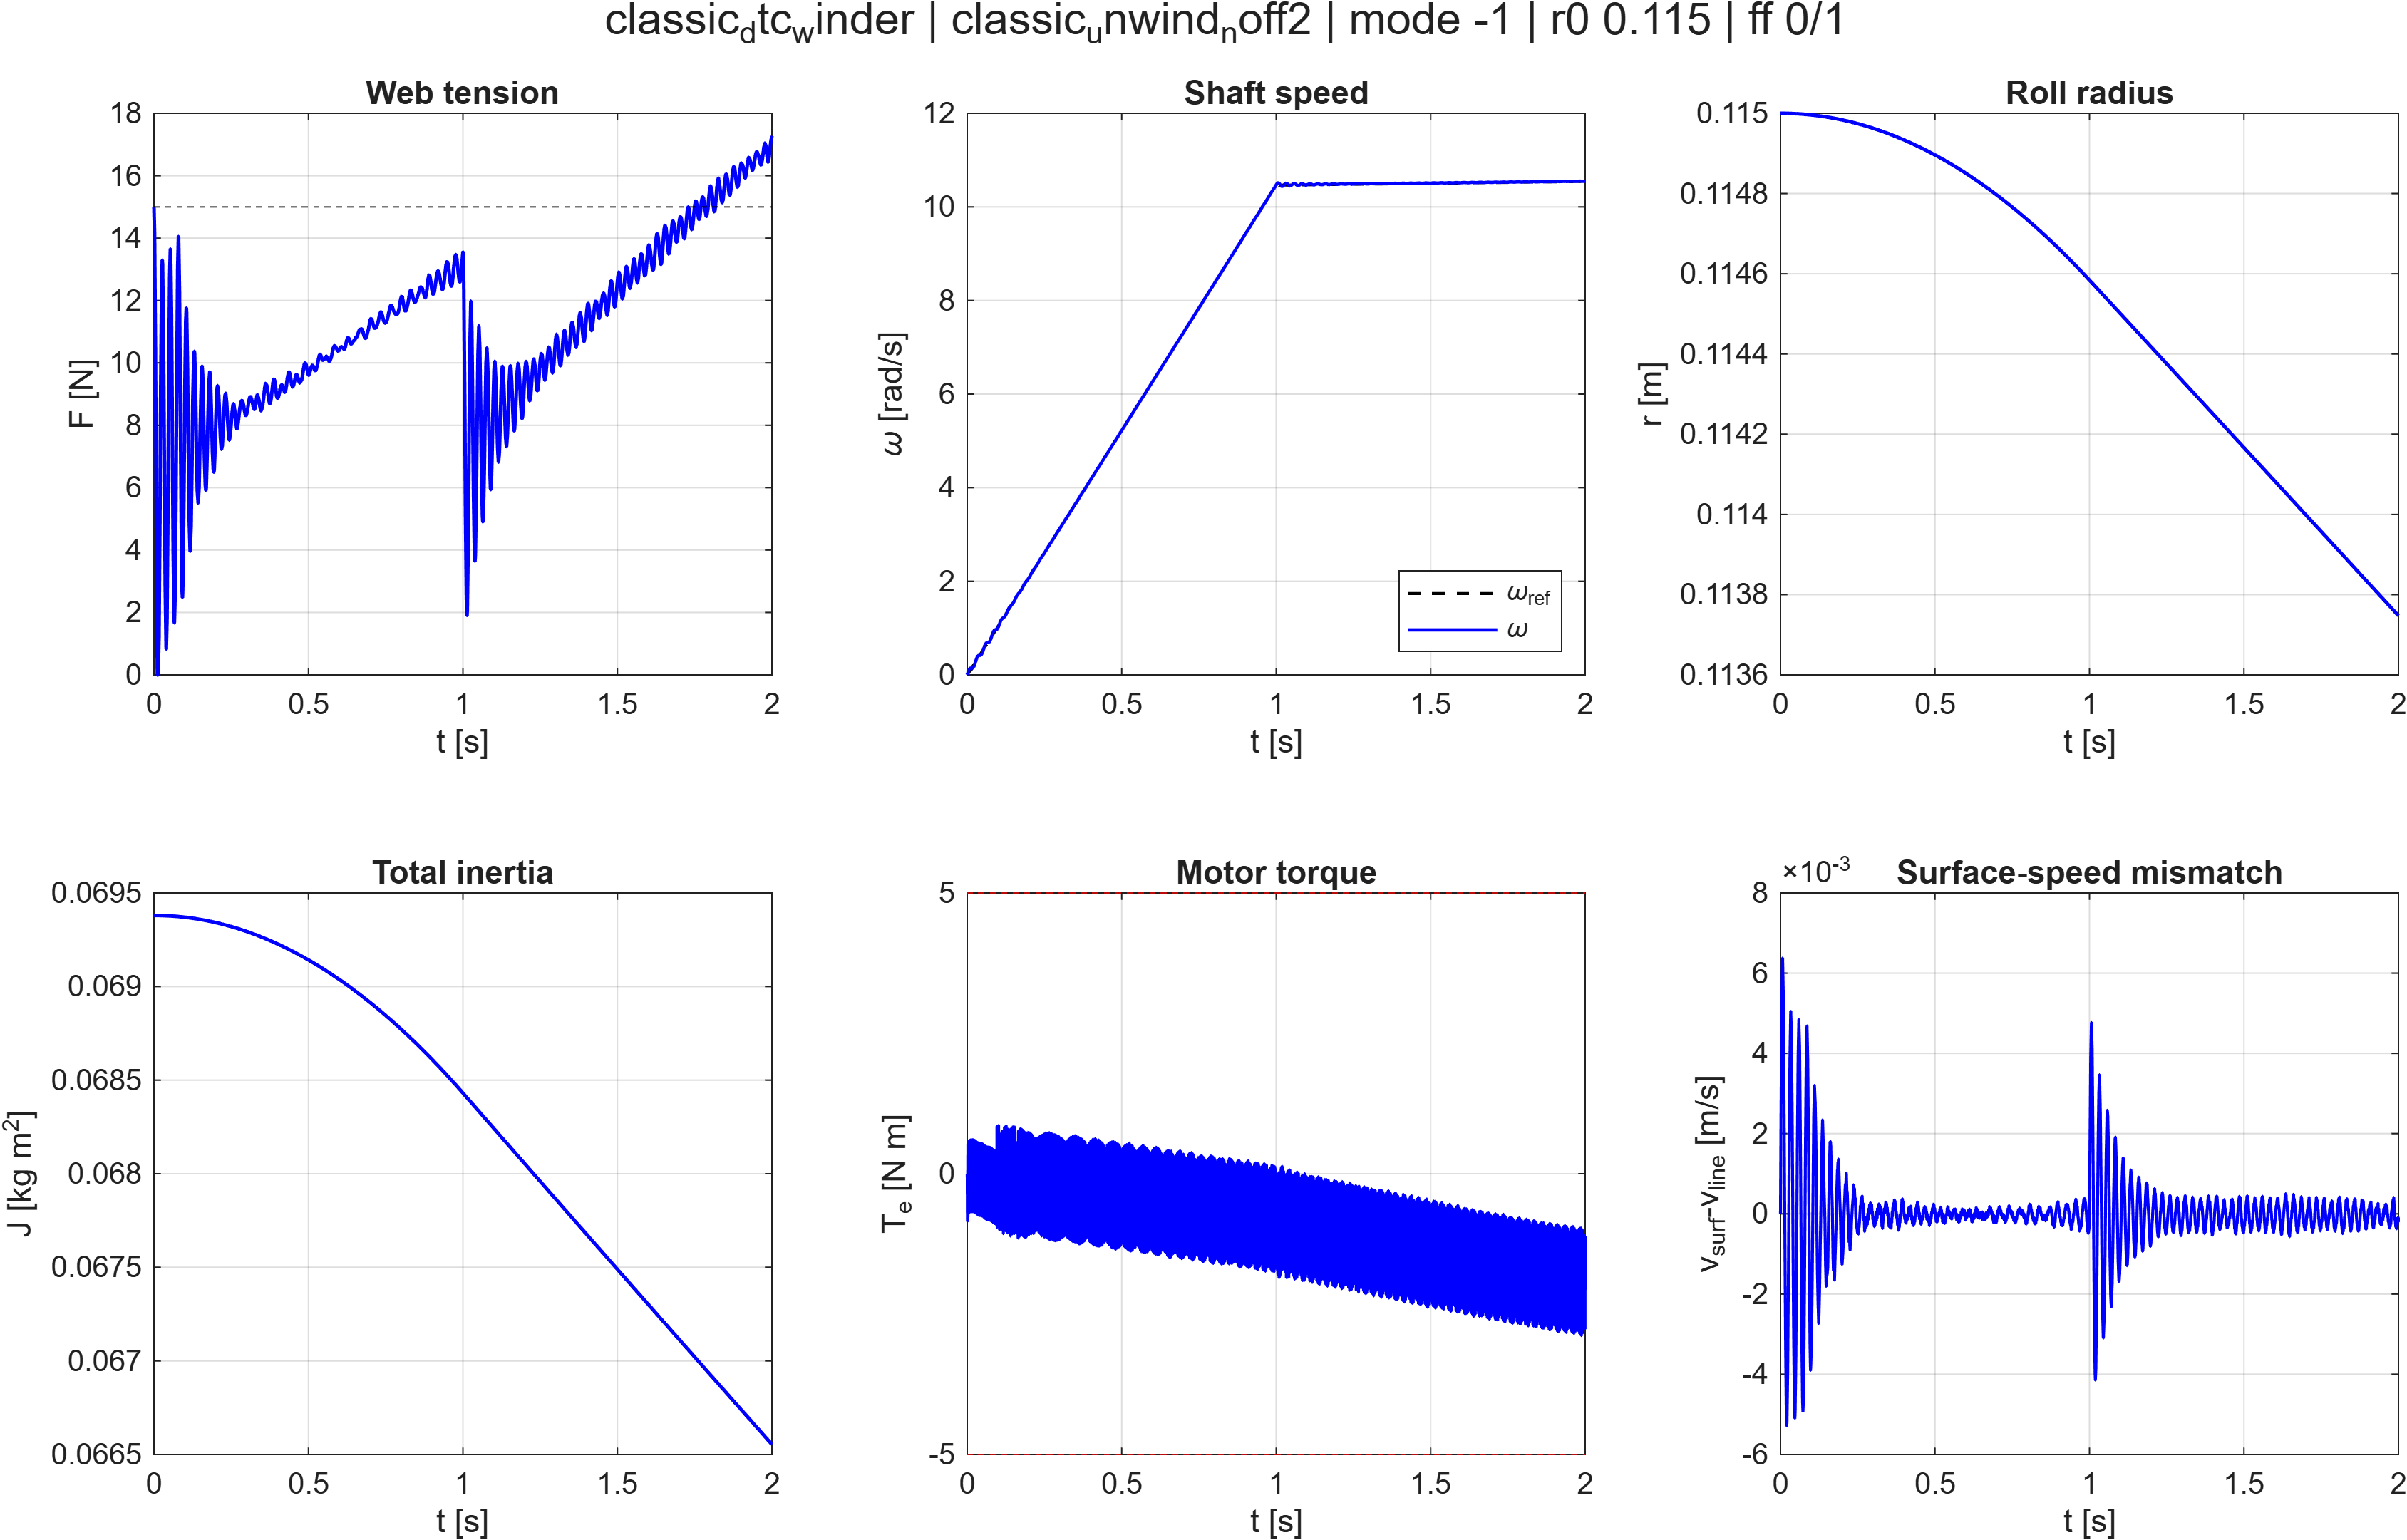 classic_dtc_winder | classic_unwind_noff2 | mode -1 | r0 0.115 | ff 0/1
Web tension
18
16
14
12
10
8
6
4
2
0
F [N]
0 0.5 1 1.5 2
t [s]
Shaft speed
12
10
8
6
4
2
0
ω [rad/s]
ω_ref
ω
0 0.5 1 1.5 2
t [s]
Roll radius
0.115
0.1148
0.1146
0.1144
0.1142
0.114
0.1138
0.1136
r [m]
0 0.5 1 1.5 2
t [s]
Total inertia
0.0695
0.069
0.0685
0.068
0.0675
0.067
0.0665
J [kg m²]
0 0.5 1 1.5 2
t [s]
Motor torque
5
0
-5
T_e [N m]
0 0.5 1 1.5 2
t [s]
×10⁻³ Surface-speed mismatch
8
6
4
2
0
-2
-4
-6
v_surf-v_line [m/s]
0 0.5 1 1.5 2
t [s]